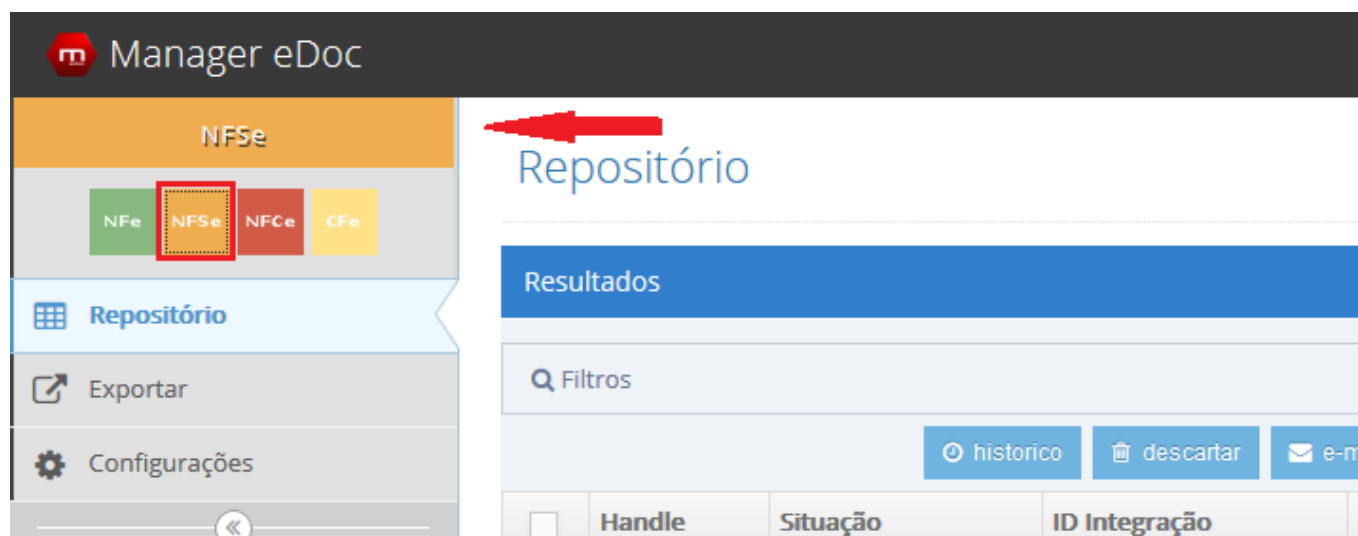 Manager eDoc
NFSe
NFe NFSe NFCe CFe
Repositório
Exportar
Configurações
Repositório
Resultados
Filtros
historico descartar
Handle Situação ID Integração